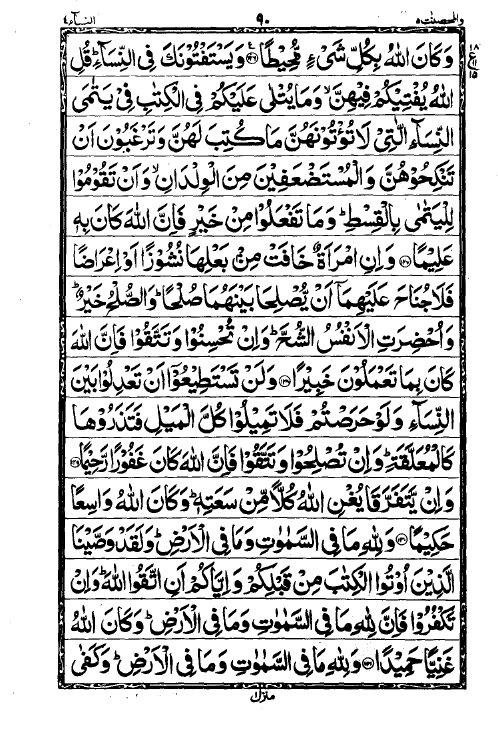 والمحصنت ٥ ٩٠ النسآء ٤
وَكَانَ اللّٰهُ بِكُلِّ شَیْءٍ مُّحِیْطًا ۝ وَیَسْتَفْتُوْنَكَ فِی النِّسَآءِ ؕ قُلِ
اللّٰهُ یُفْتِیْكُمْ فِیْهِنَّ ۙ وَمَا یُتْلٰی عَلَیْكُمْ فِی الْكِتٰبِ فِیْ یَتٰمَی
النِّسَآءِ الّٰتِیْ لَا تُؤْتُوْنَهُنَّ مَا كُتِبَ لَهُنَّ وَتَرْغَبُوْنَ اَنْ
تَنْكِحُوْهُنَّ وَالْمُسْتَضْعَفِیْنَ مِنَ الْوِلْدَانِ ۙ وَاَنْ تَقُوْمُوْا
لِلْیَتٰمٰی بِالْقِسْطِ ؕ وَمَا تَفْعَلُوْا مِنْ خَیْرٍ فَاِنَّ اللّٰهَ كَانَ بِهٖ
عَلِیْمًا ۝ وَاِنِ امْرَاَةٌ خَافَتْ مِنْۢ بَعْلِهَا نُشُوْزًا اَوْ اِعْرَاضًا
فَلَا جُنَاحَ عَلَیْهِمَاۤ اَنْ یُّصْلِحَا بَیْنَهُمَا صُلْحًا ؕ وَالصُّلْحُ خَیْرٌ ؕ
وَاُحْضِرَتِ الْاَنْفُسُ الشُّحَّ ؕ وَاِنْ تُحْسِنُوْا وَتَتَّقُوْا فَاِنَّ اللّٰهَ
كَانَ بِمَا تَعْمَلُوْنَ خَبِیْرًا ۝ وَلَنْ تَسْتَطِیْعُوْۤا اَنْ تَعْدِلُوْا بَیْنَ
النِّسَآءِ وَلَوْ حَرَصْتُمْ فَلَا تَمِیْلُوْا كُلَّ الْمَیْلِ فَتَذَرُوْهَا
كَالْمُعَلَّقَةِ ؕ وَاِنْ تُصْلِحُوْا وَتَتَّقُوْا فَاِنَّ اللّٰهَ كَانَ غَفُوْرًا رَّحِیْمًا ۝
وَاِنْ یَّتَفَرَّقَا یُغْنِ اللّٰهُ كُلًّا مِّنْ سَعَتِهٖ ؕ وَكَانَ اللّٰهُ وَاسِعًا
حَكِیْمًا ۝ وَلِلّٰهِ مَا فِی السَّمٰوٰتِ وَمَا فِی الْاَرْضِ ؕ وَلَقَدْ وَصَّیْنَا
الَّذِیْنَ اُوْتُوا الْكِتٰبَ مِنْ قَبْلِكُمْ وَاِیَّاكُمْ اَنِ اتَّقُوا اللّٰهَ ؕ وَاِنْ
تَكْفُرُوْا فَاِنَّ لِلّٰهِ مَا فِی السَّمٰوٰتِ وَمَا فِی الْاَرْضِ ؕ وَكَانَ اللّٰهُ
غَنِیًّا حَمِیْدًا ۝ وَلِلّٰهِ مَا فِی السَّمٰوٰتِ وَمَا فِی الْاَرْضِ ؕ وَكَفٰی